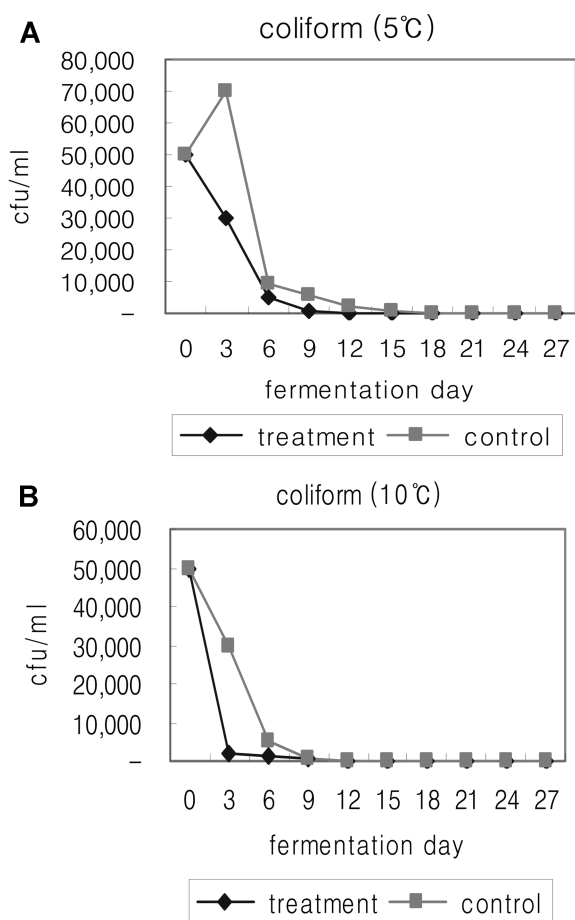 A
coliform (5℃)
80,000
70,000
60,000
50,000
40,000
30,000
20,000
10,000
–
cfu/ml
0 3 6 9 12 15 18 21 24 27
fermentation day
treatment control
B
coliform (10℃)
60,000
50,000
40,000
30,000
20,000
10,000
–
cfu/ml
0 3 6 9 12 15 18 21 24 27
fermentation day
treatment control